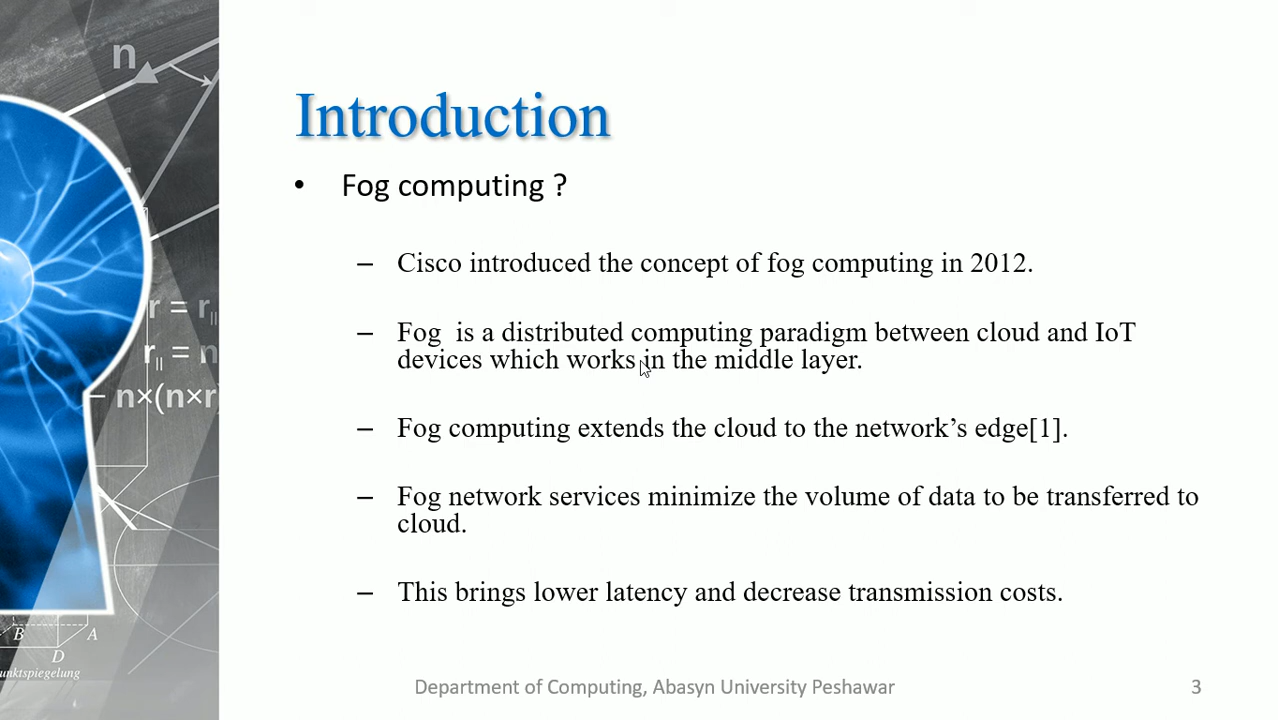 Introduction
• Fog computing ?
– Cisco introduced the concept of fog computing in 2012.
– Fog  is a distributed computing paradigm between cloud and IoT
devices which works in the middle layer.
– Fog computing extends the cloud to the network’s edge[1].
– Fog network services minimize the volume of data to be transferred to
cloud.
– This brings lower latency and decrease transmission costs.
Department of Computing, Abasyn University Peshawar
3
n
r = r||
r|| = n
n×(n×r)
B
A
D
unktspiegelung